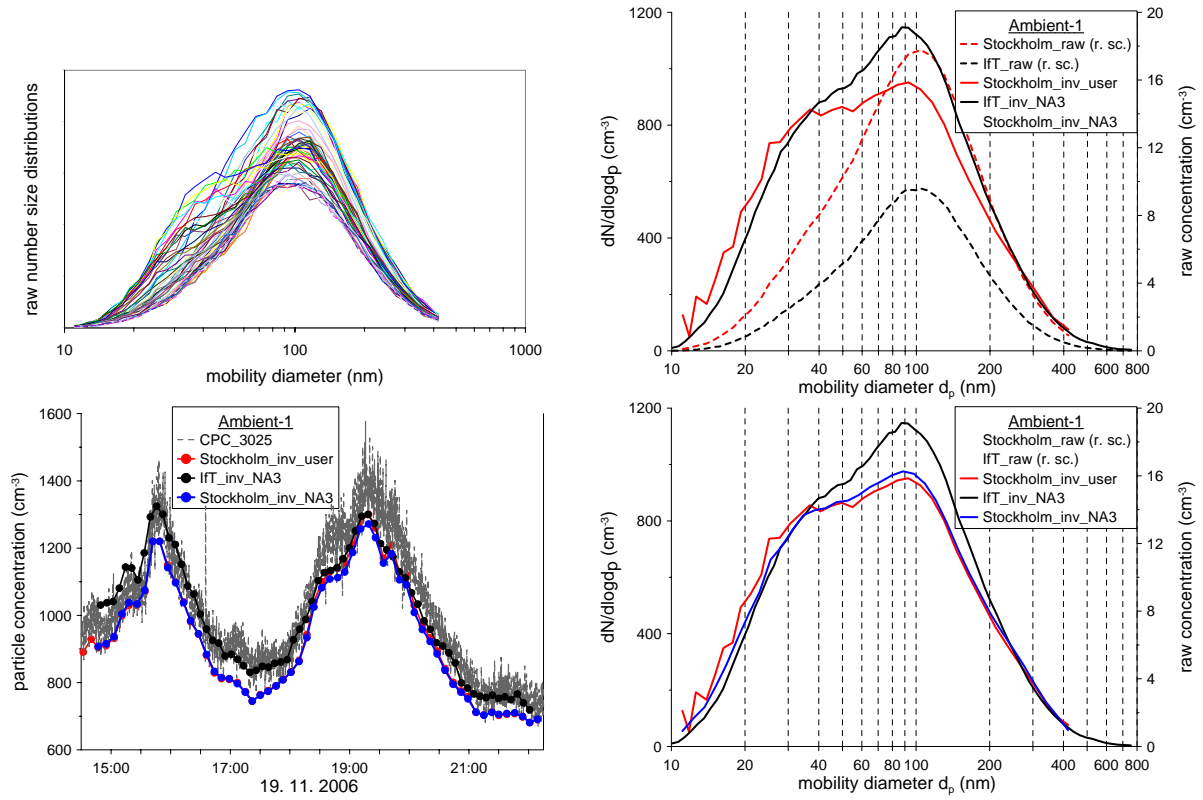 raw number size distributions
10
100
1000
mobility diameter (nm)
1200
800
400
0
dN/dlogdp (cm-3)
20
16
12
8
4
0
raw concentration (cm-3)
Ambient-1
Stockholm_raw (r. sc.)
IfT_raw (r. sc.)
Stockholm_inv_user
IfT_inv_NA3
Stockholm_inv_NA3
10
20
40
60
80
100
200
400
600
800
mobility diameter dp (nm)
1600
1400
1200
1000
800
600
particle concentration (cm-3)
Ambient-1
CPC_3025
Stockholm_inv_user
IfT_inv_NA3
Stockholm_inv_NA3
15:00
17:00
19:00
21:00
19. 11. 2006
1200
800
400
0
dN/dlogdp (cm-3)
20
16
12
8
4
0
raw concentration (cm-3)
Ambient-1
Stockholm_raw (r. sc.)
IfT_raw (r. sc.)
Stockholm_inv_user
IfT_inv_NA3
Stockholm_inv_NA3
10
20
40
60
80
100
200
400
600
800
mobility diameter dp (nm)